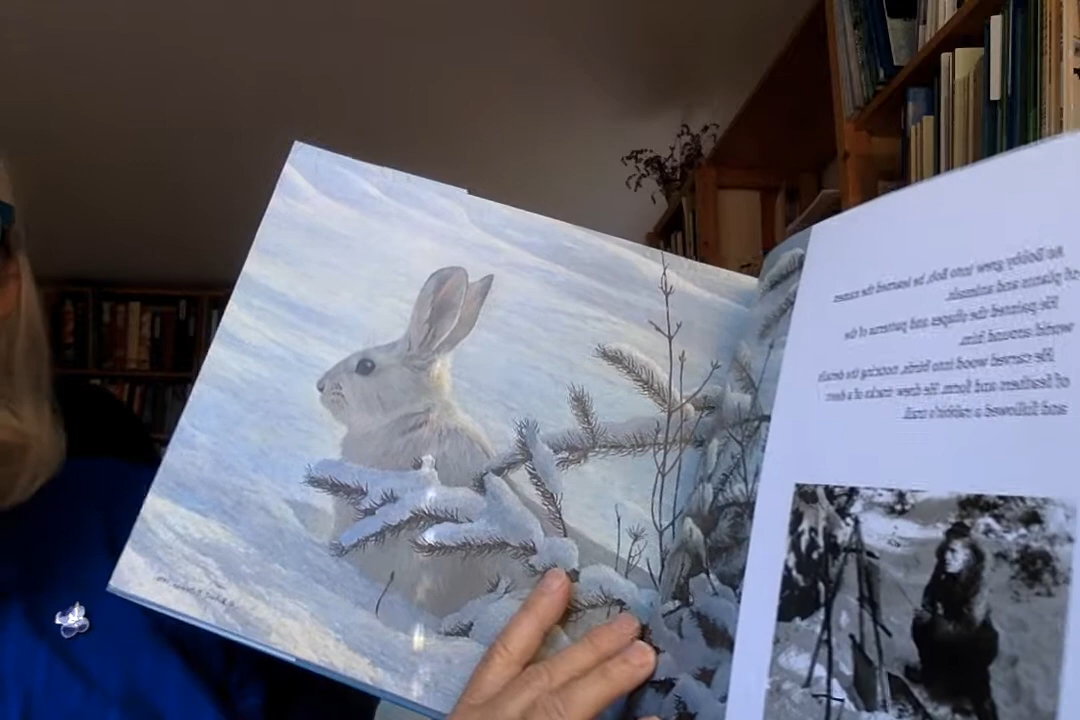 As Bobby grew into Bob, he learned the names
of plants and animals.
He painted the shapes and patterns of the
world around him.
He carved wood into birds, noticing the details
of feathers and form. He drew tracks of a deer
and followed a rabbit's trail.